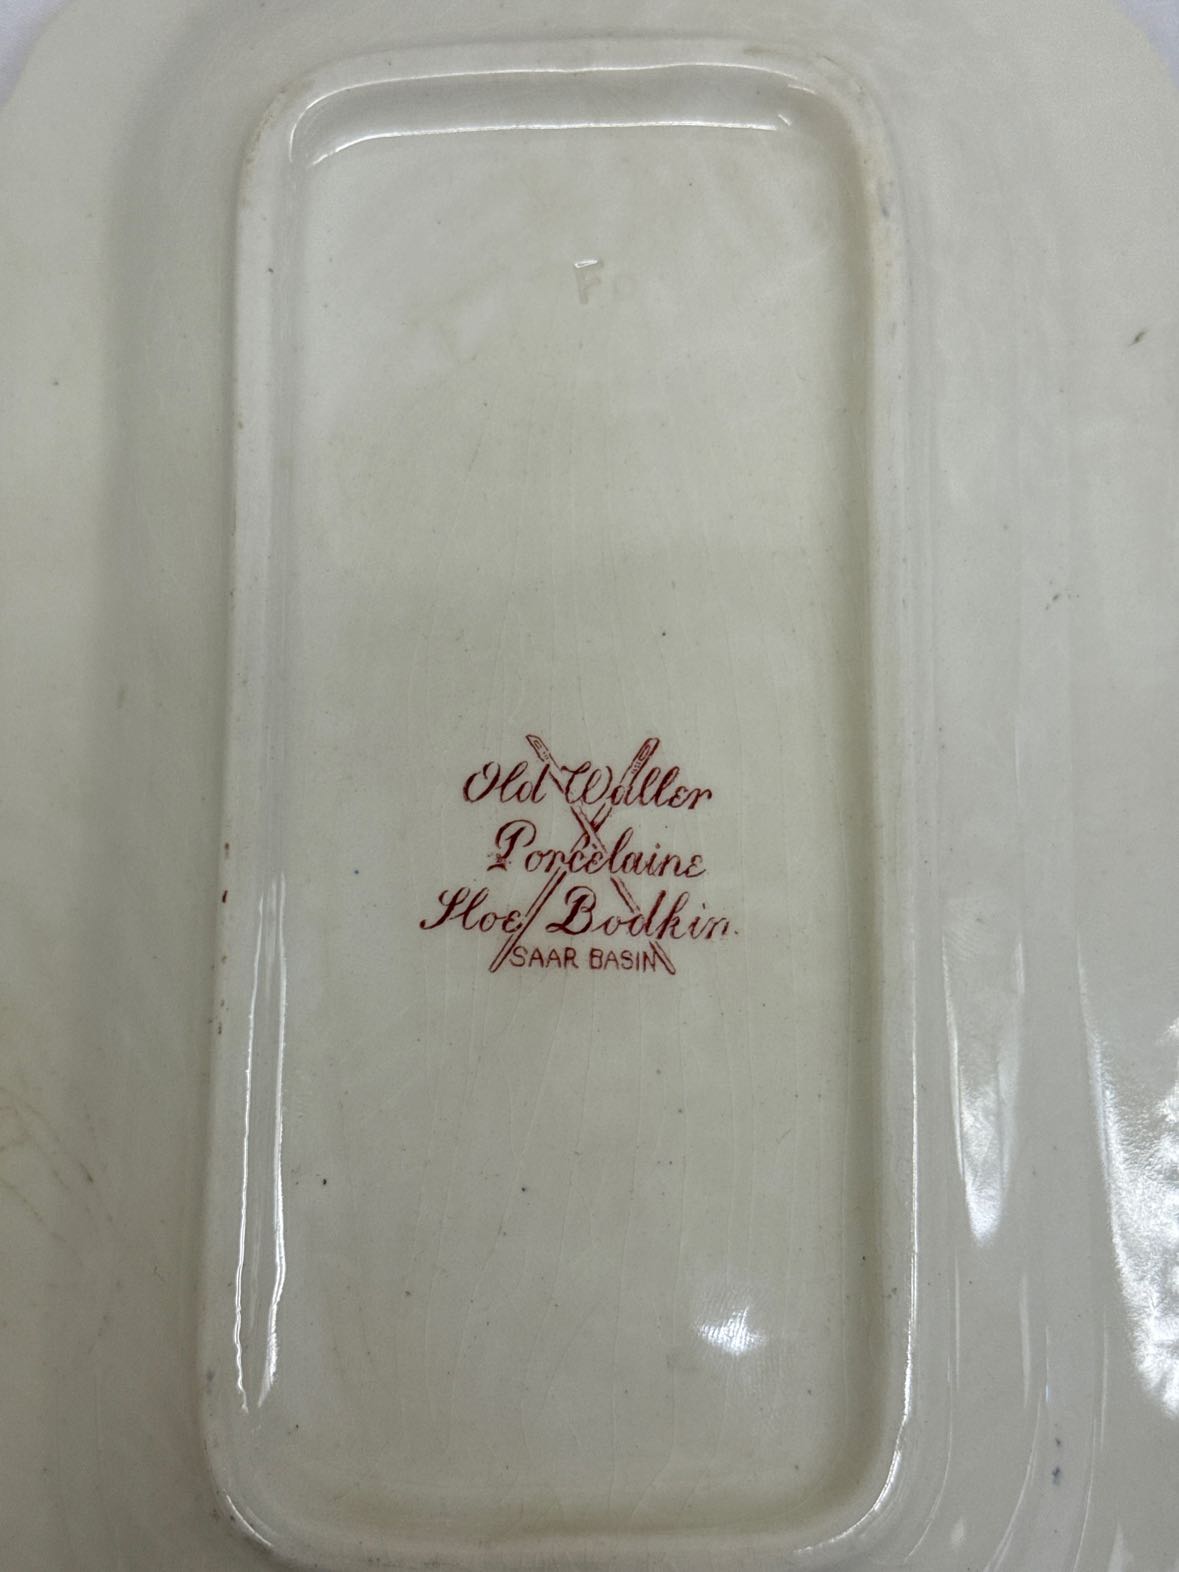 F
Old Waller
Porcelaine
Sloe Bodkin.
SAAR BASIN